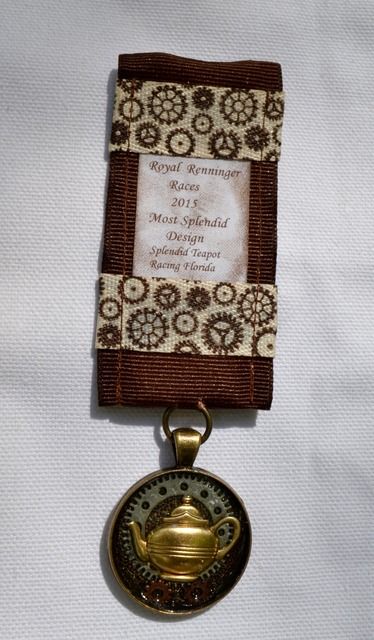 Royal Renninger
Races
2015
Most Splendid
Design
Splendid Teapot
Racing Florida